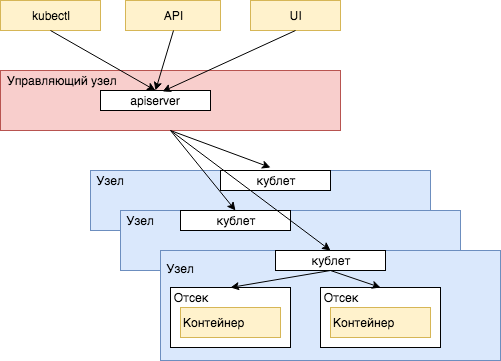 kubectl
API
UI
Управляющий узел
apiserver
Узел
кублет
Узел
кублет
Узел
кублет
Отсек
Контейнер
Отсек
Контейнер